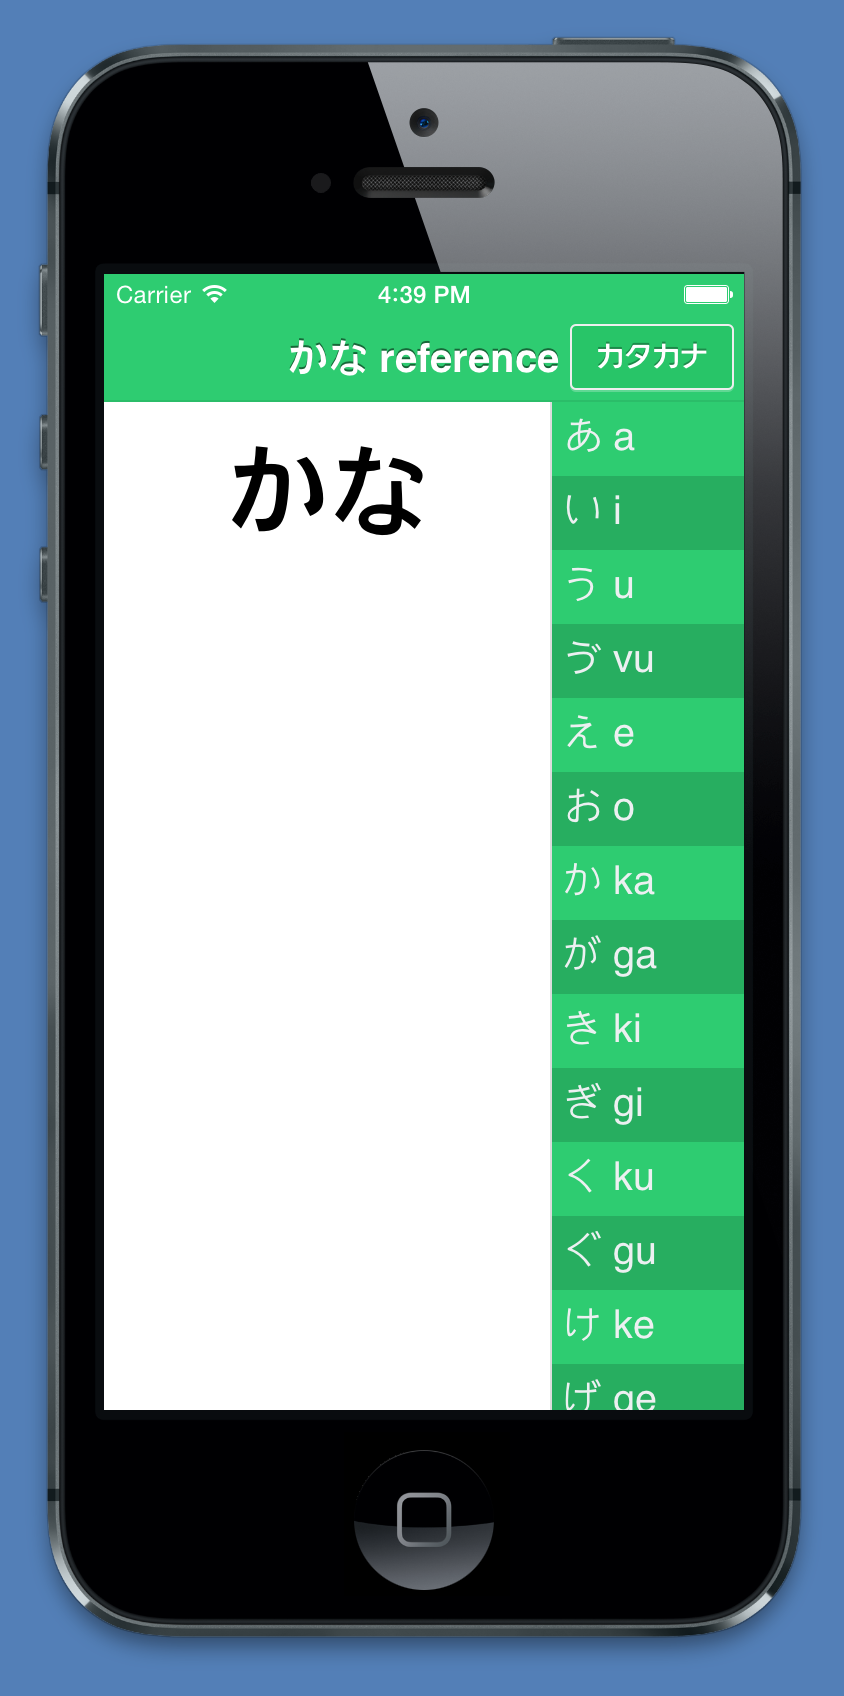 Carrier 4:39 PM
かな reference カタカナ
かな
あ a
い i
う u
ゔ vu
え e
お o
か ka
が ga
き ki
ぎ gi
く ku
ぐ gu
け ke
げ ge